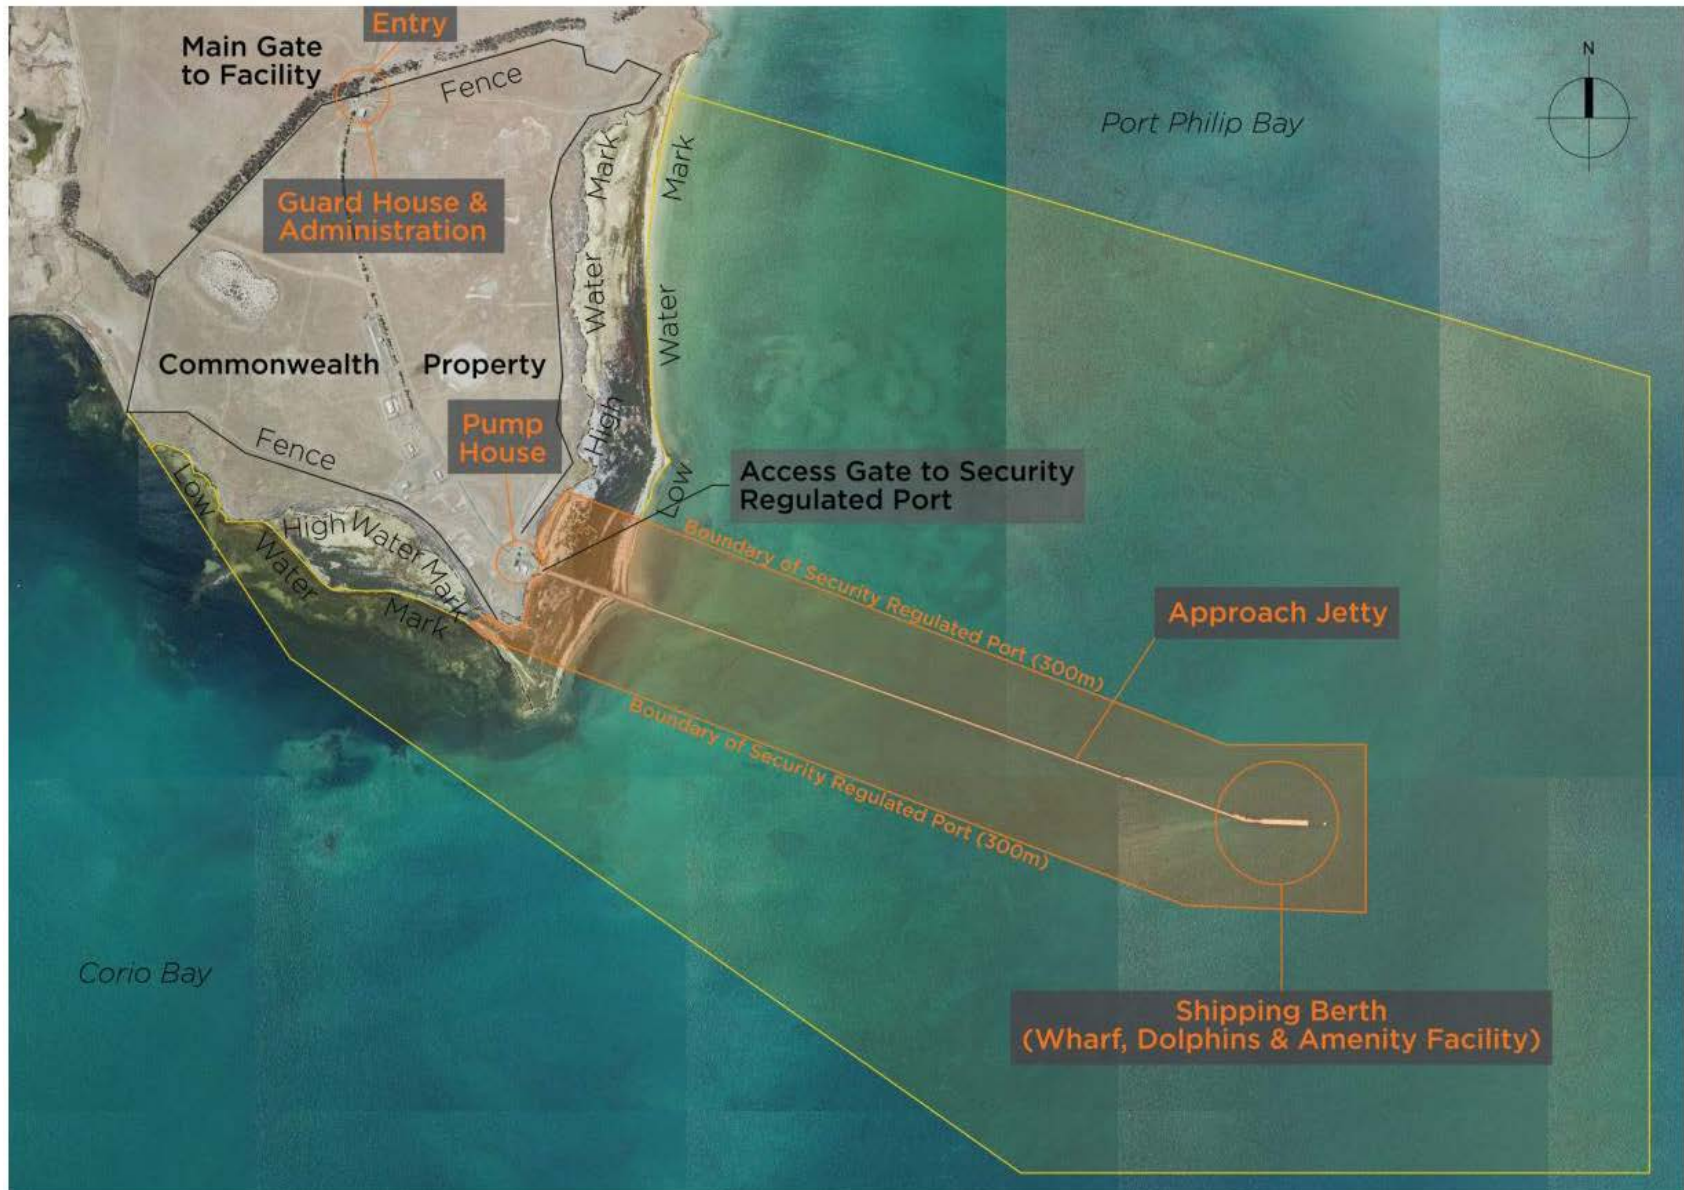 Entry
Main Gate
to Facility
Fence
N
Port Philip Bay
Guard House &
Administration
High Water Mark
Low Water Mark
Commonwealth Property
Pump
House
Fence
Access Gate to Security
Regulated Port
Low Water Mark
High Water Mark
Boundary of Security Regulated Port (300m)
Approach Jetty
Boundary of Security Regulated Port (300m)
Corio Bay
Shipping Berth
(Wharf, Dolphins & Amenity Facility)